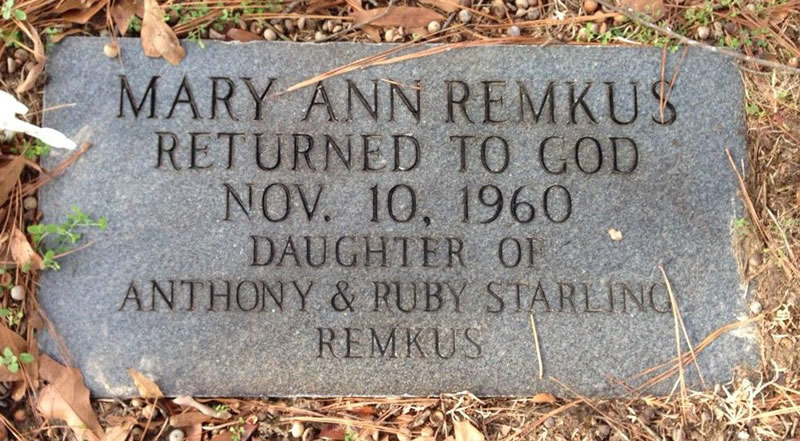 MARY ANN REMKUS
RETURNED TO GOD
NOV. 10, 1960
DAUGHTER OF
ANTHONY & RUBY STARLING
REMKUS